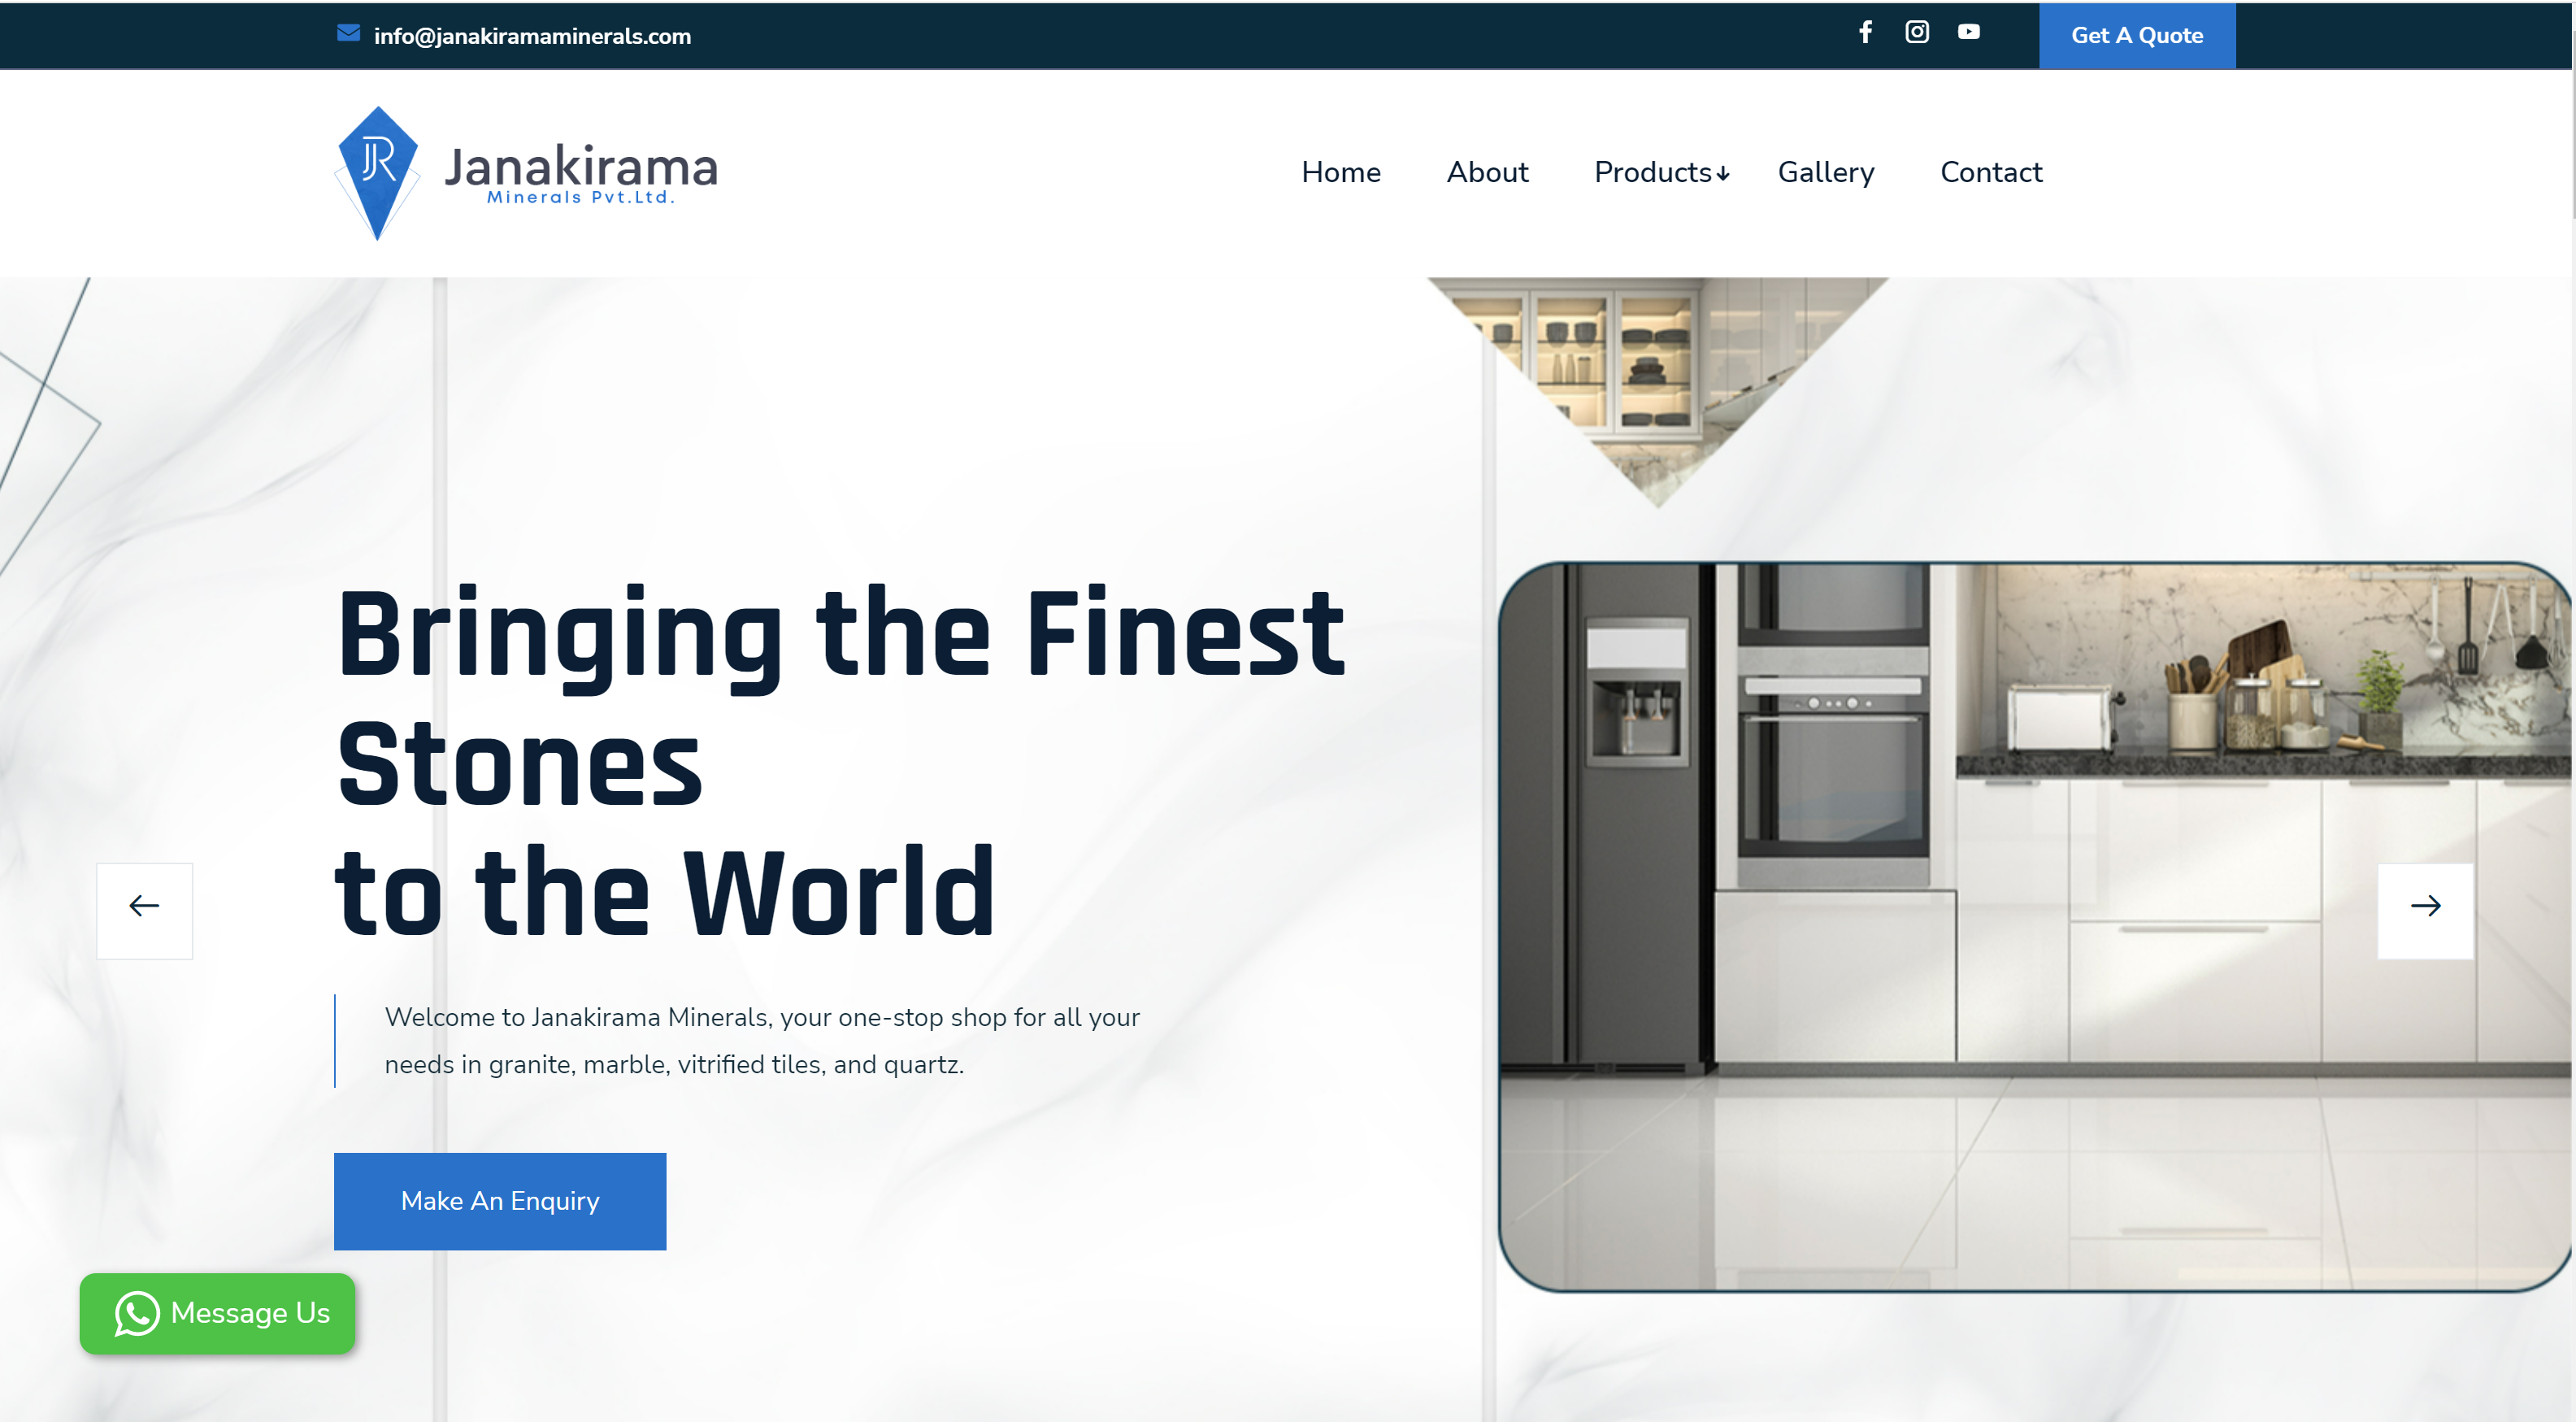 info@janakiramaminerals.com
Get A Quote
JR
Janakirama
Minerals Pvt.Ltd.
Home
About
Products
Gallery
Contact
Bringing the Finest
Stones
to the World
Welcome to Janakirama Minerals, your one-stop shop for all your
needs in granite, marble, vitrified tiles, and quartz.
Make An Enquiry
Message Us